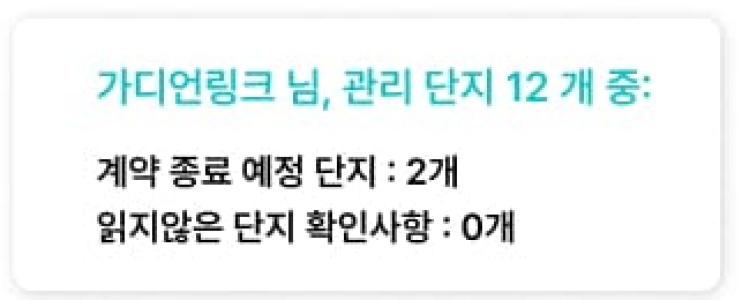 가디언링크 님, 관리 단지 12 개 중:
계약 종료 예정 단지 : 2개
읽지않은 단지 확인사항 : 0개